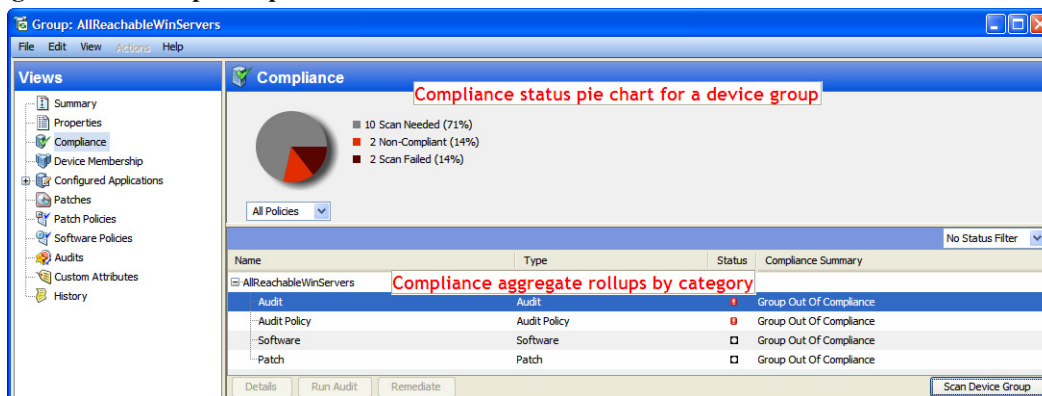 Group: AllReachableWinServers
File Edit View Actions Help
Views
Summary
Properties
Compliance
Device Membership
Configured Applications
Patches
Patch Policies
Software Policies
Audits
Custom Attributes
History
Compliance
Compliance status pie chart for a device group
10 Scan Needed (71%)
2 Non-Compliant (14%)
2 Scan Failed (14%)
All Policies
No Status Filter
Name Type Status Compliance Summary
AllReachableWinServers
Compliance aggregate rollups by category
Audit Audit Group Out Of Compliance
Audit Policy Audit Policy Group Out Of Compliance
Software Software Group Out Of Compliance
Patch Patch Group Out Of Compliance
Details Run Audit Remediate Scan Device Group